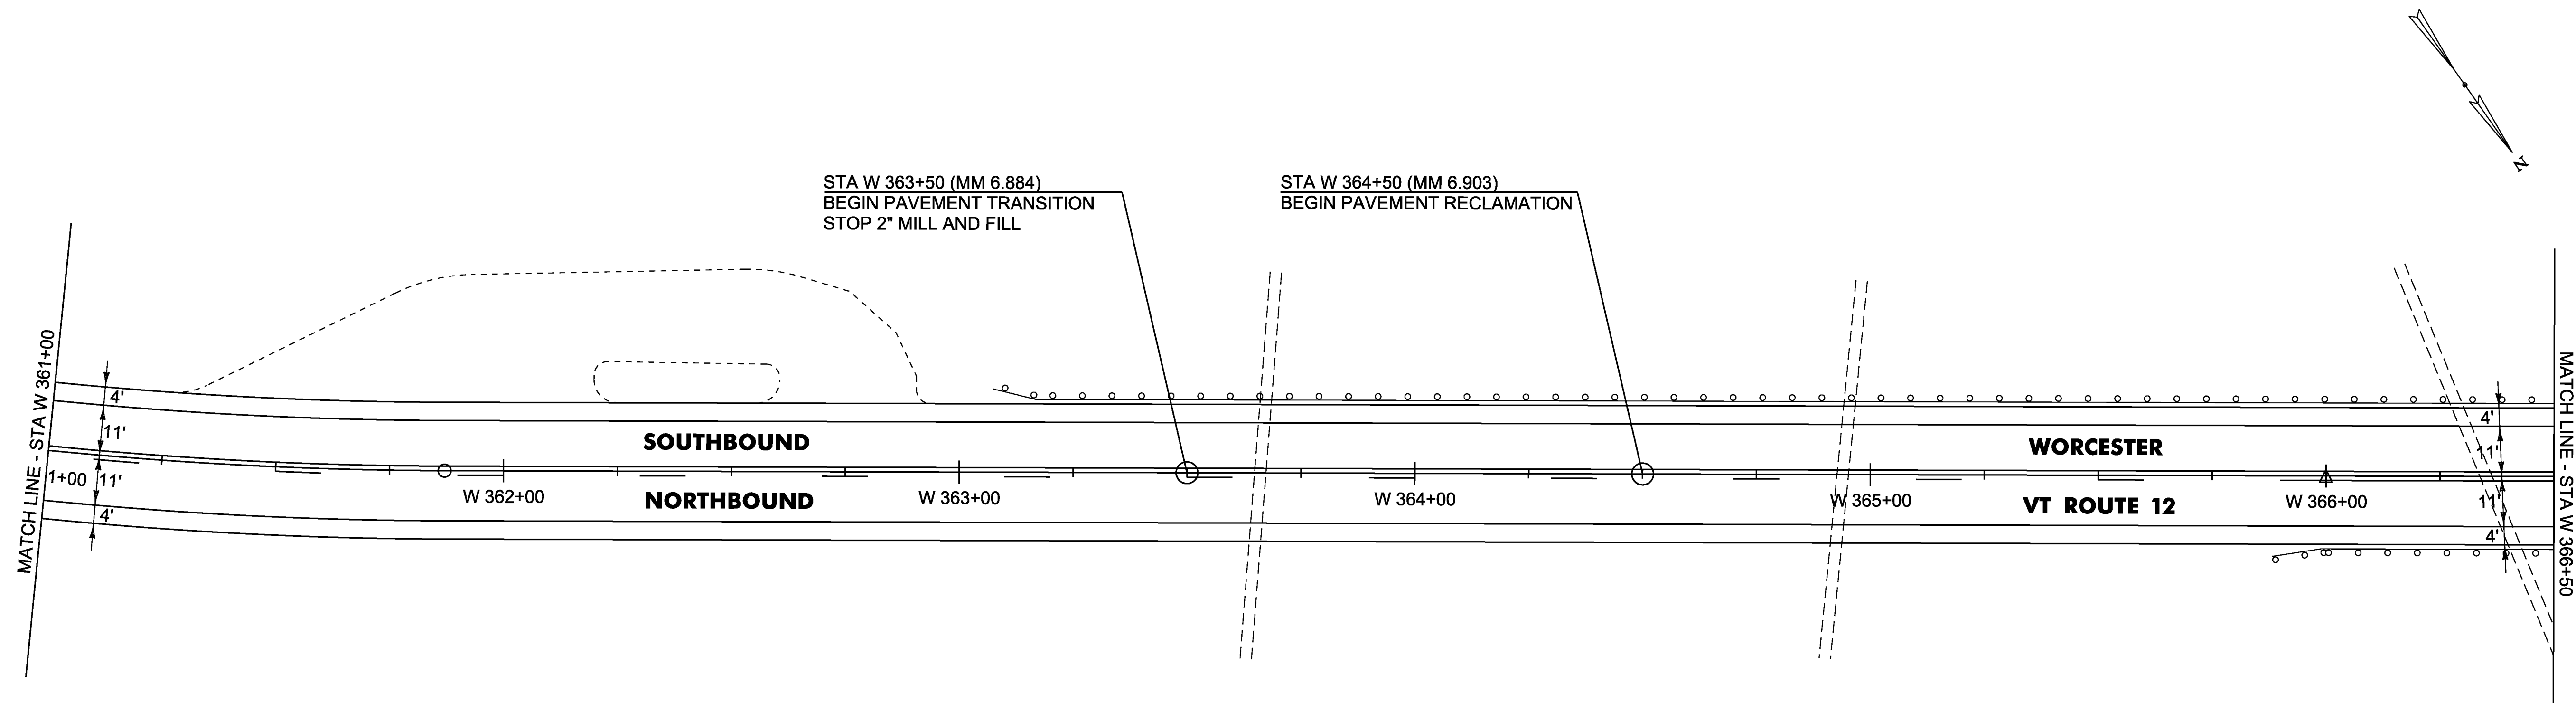 N
STA W 363+50 (MM 6.884)
BEGIN PAVEMENT TRANSITION
STOP 2" MILL AND FILL
STA W 364+50 (MM 6.903)
BEGIN PAVEMENT RECLAMATION
MATCH LINE - STA W 361+00
4'
11'
1+00
11'
4'
SOUTHBOUND
NORTHBOUND
W 362+00
W 363+00
W 364+00
W 365+00
W 366+00
WORCESTER
VT ROUTE 12
4'
11'
11'
4'
MATCH LINE - STA W 366+50